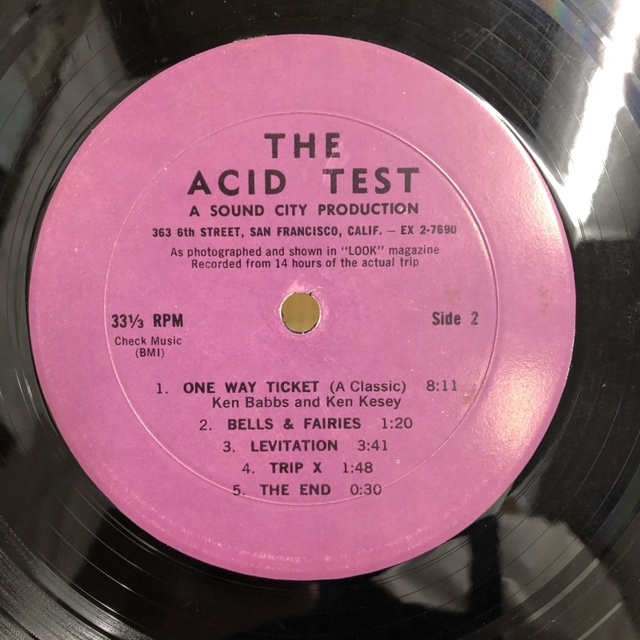 THE
ACID TEST
A SOUND CITY PRODUCTION
363 6th STREET, SAN FRANCISCO, CALIF. — EX 2-7690
As photographed and shown in "LOOK" magazine
Recorded from 14 hours of the actual trip
33⅓ RPM
Side 2
Check Music
(BMI)
1. ONE WAY TICKET (A Classic) 8:11
Ken Babbs and Ken Kesey
2. BELLS & FAIRIES 1:20
3. LEVITATION 3:41
4. TRIP X 1:48
5. THE END 0:30